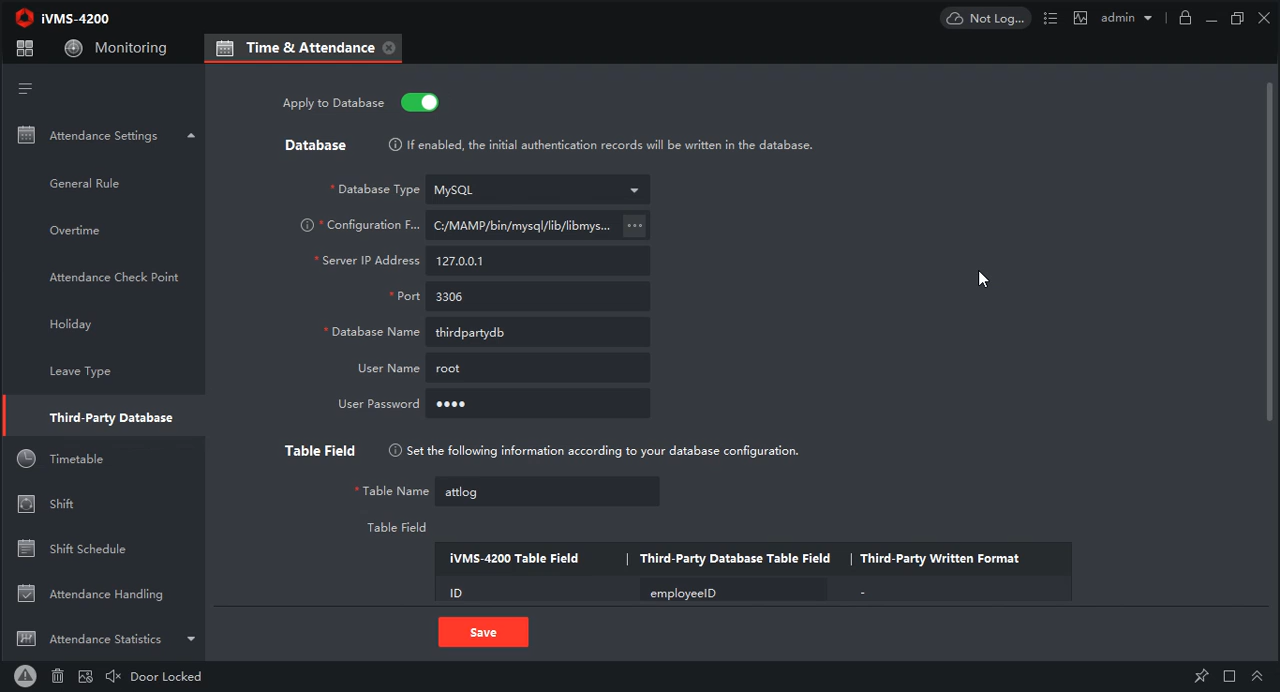 iVMS-4200
Not Log...
admin
Monitoring
Time & Attendance
Attendance Settings
General Rule
Overtime
Attendance Check Point
Holiday
Leave Type
Third-Party Database
Timetable
Shift
Shift Schedule
Attendance Handling
Attendance Statistics
Apply to Database
Database
If enabled, the initial authentication records will be written in the database.
* Database Type MySQL
* Configuration F... C:/MAMP/bin/mysql/lib/libmys... ...
* Server IP Address 127.0.0.1
* Port 3306
* Database Name thirdpartydb
User Name root
User Password ●●●●
Table Field
Set the following information according to your database configuration.
* Table Name attlog
Table Field
iVMS-4200 Table Field | Third-Party Database Table Field | Third-Party Written Format
ID employeeID -
Save
Door Locked